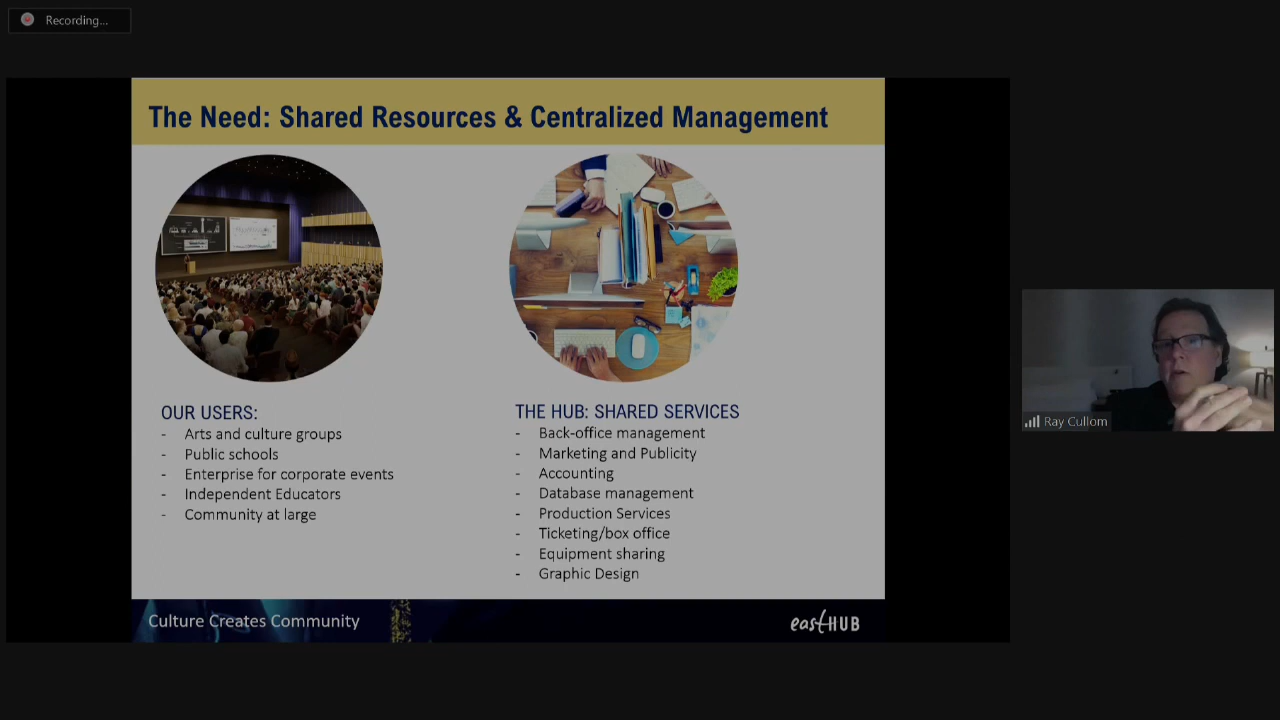 Recording...
The Need: Shared Resources & Centralized Management
OUR USERS:
- Arts and culture groups
- Public schools
- Enterprise for corporate events
- Independent Educators
- Community at large
THE HUB: SHARED SERVICES
- Back-office management
- Marketing and Publicity
- Accounting
- Database management
- Production Services
- Ticketing/box office
- Equipment sharing
- Graphic Design
Culture Creates Community
eastHUB
Ray Cullom